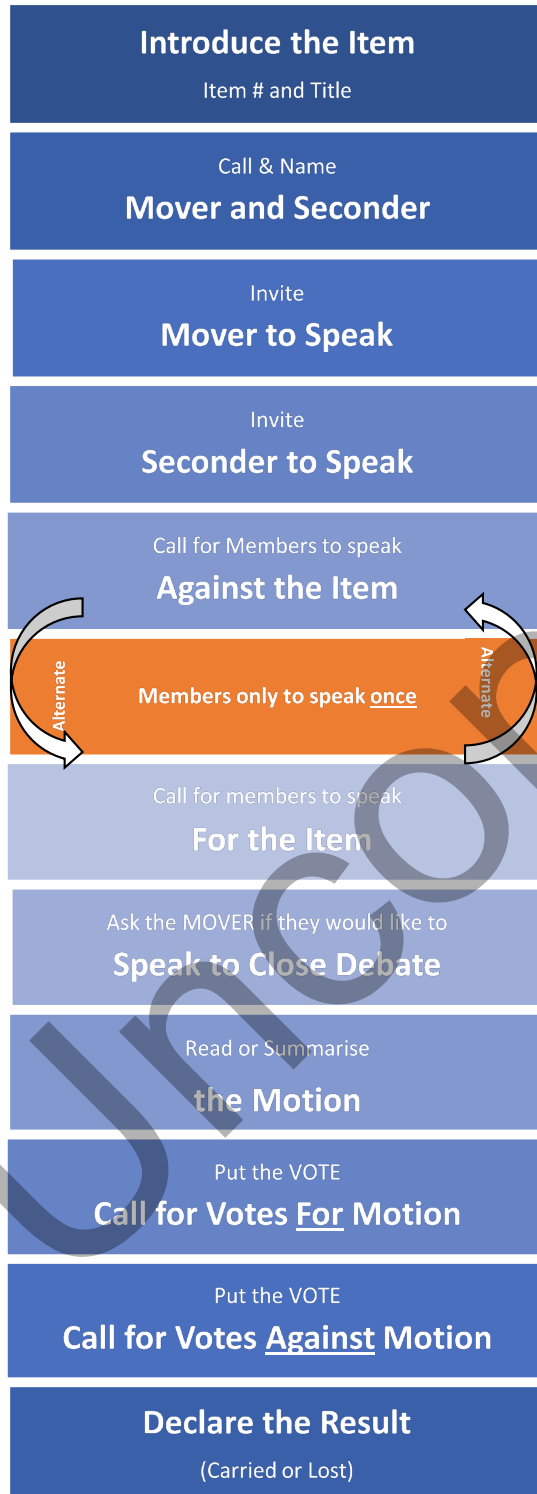 Introduce the Item
Item # and Title
Call & Name
Mover and Seconder
Invite
Mover to Speak
Invite
Seconder to Speak
Call for Members to speak
Against the Item
Alternate
Members only to speak once
Alternate
Call for members to speak
For the Item
Ask the MOVER if they would like to
Speak to Close Debate
Read or Summarise
the Motion
Put the VOTE
Call for Votes For Motion
Put the VOTE
Call for Votes Against Motion
Declare the Result
(Carried or Lost)